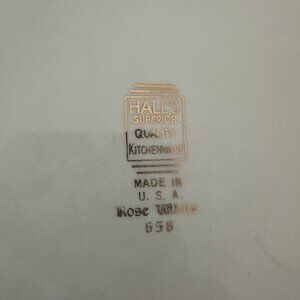 HALL'S
SUPERIOR
QUALITY
KITCHENWARE
MADE IN
U. S. A.
Rose White